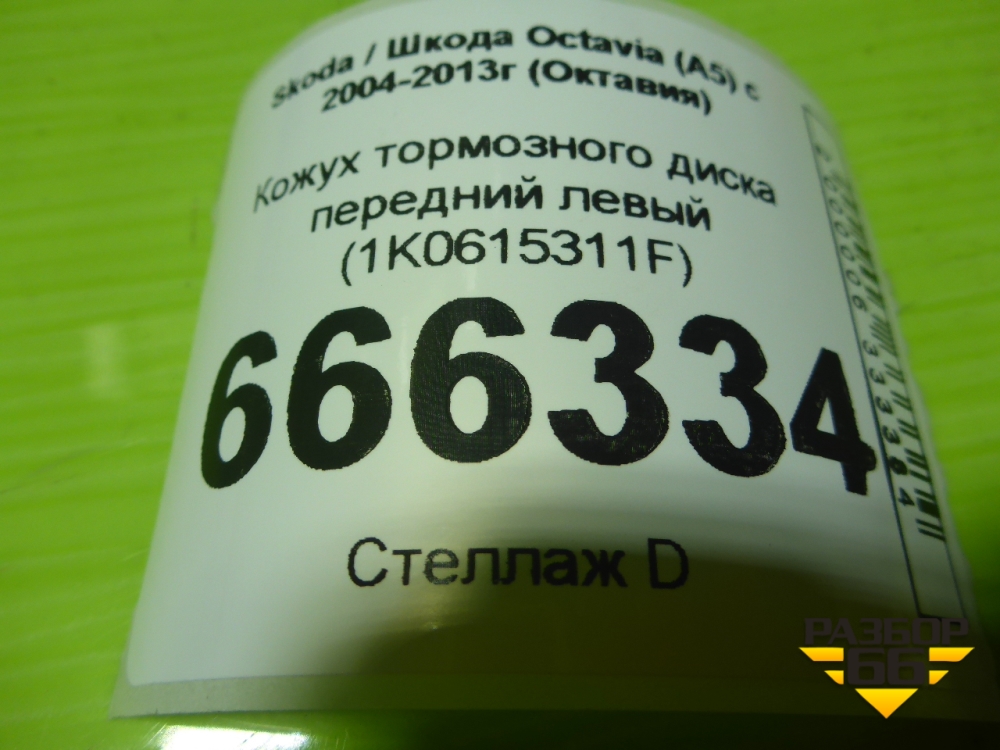 Skoda / Шкода Octavia (A5) с
2004-2013г (Октавия)
Кожух тормозного диска
передний левый
(1K0615311F)
666334
Стеллаж D
РАЗБОР
66